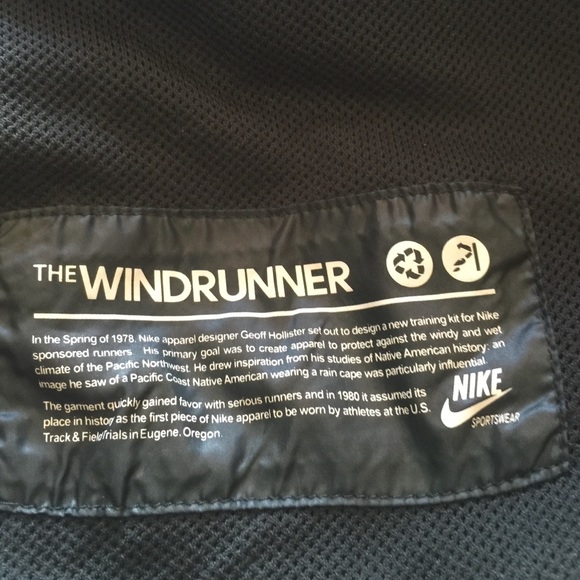 THE WINDRUNNER
In the Spring of 1978, Nike apparel designer Geoff Hollister set out to design a new training kit for Nike
sponsored runners. His primary goal was to create apparel to protect against the windy and wet
climate of the Pacific Northwest. He drew inspiration from his studies of Native American history: an
image he saw of a Pacific Coast Native American wearing a rain cape was particularly influential.
The garment quickly gained favor with serious runners and in 1980 it assumed its
place in history as the first piece of Nike apparel to be worn by athletes at the U.S.
Track & Field Trials in Eugene, Oregon.
NIKE
SPORTSWEAR